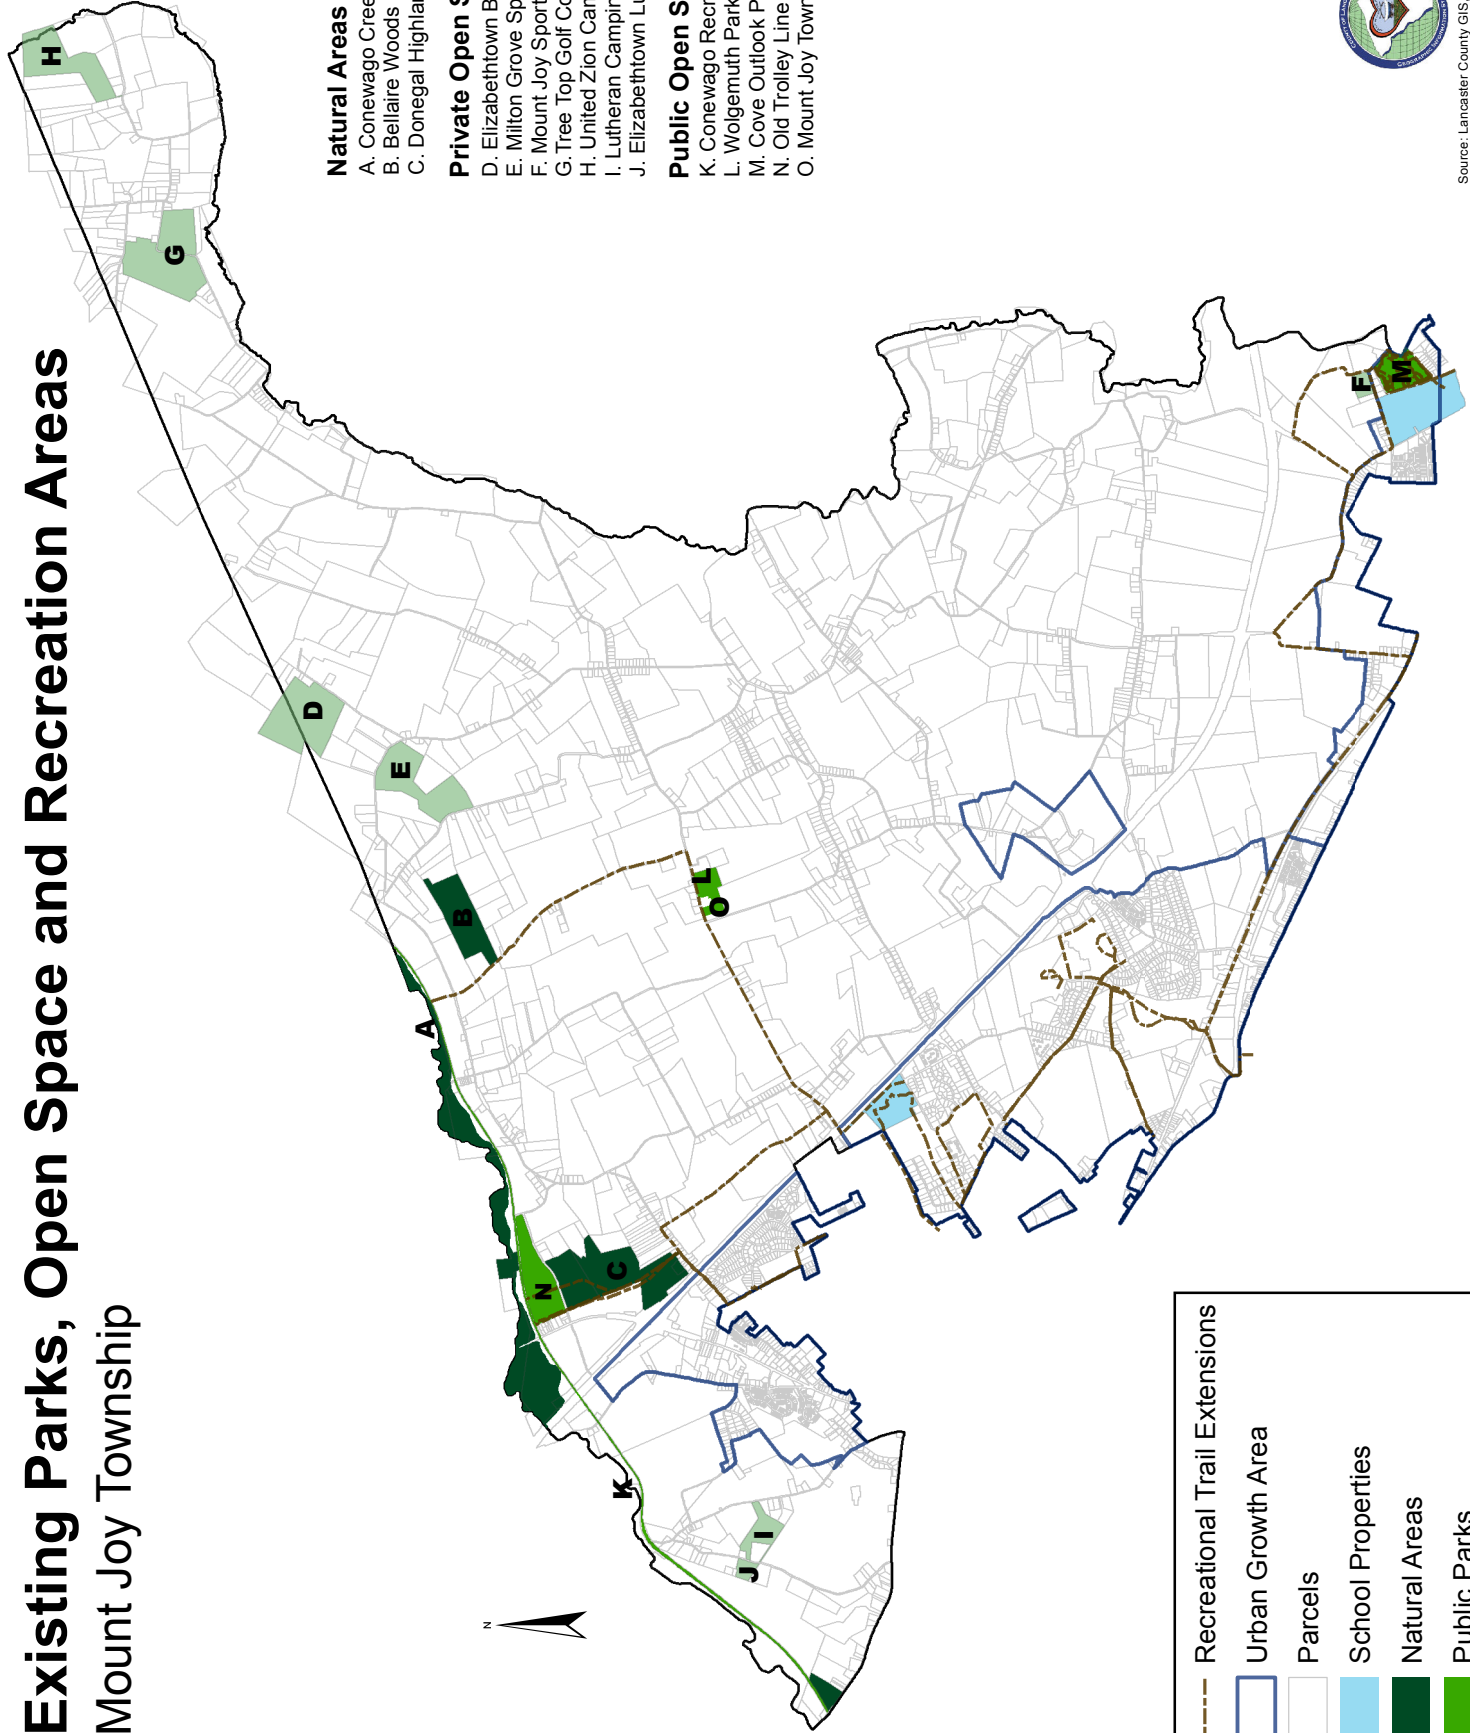 Existing Parks, Open Space and Recreation Areas
Mount Joy Township
Natural Areas
A. Conewago Cree
B. Bellaire Woods
C. Donegal Highla
Private Open S
D. Elizabethtown B
E. Milton Grove Sp
F. Mount Joy Sport
G. Tree Top Golf Co
H. United Zion Cam
I. Lutheran Campin
J. Elizabethtown Lu
Public Open S
K. Conewago Recr
L. Wolgemuth Park
M. Cove Outlook P
N. Old Trolley Line
O. Mount Joy Town
H
G
D
E
B
A
L
O
N
C
K
J
I
F
M
N
Recreational Trail Extensions
Urban Growth Area
Parcels
School Properties
Natural Areas
Public Parks
Source: Lancaster County GIS,